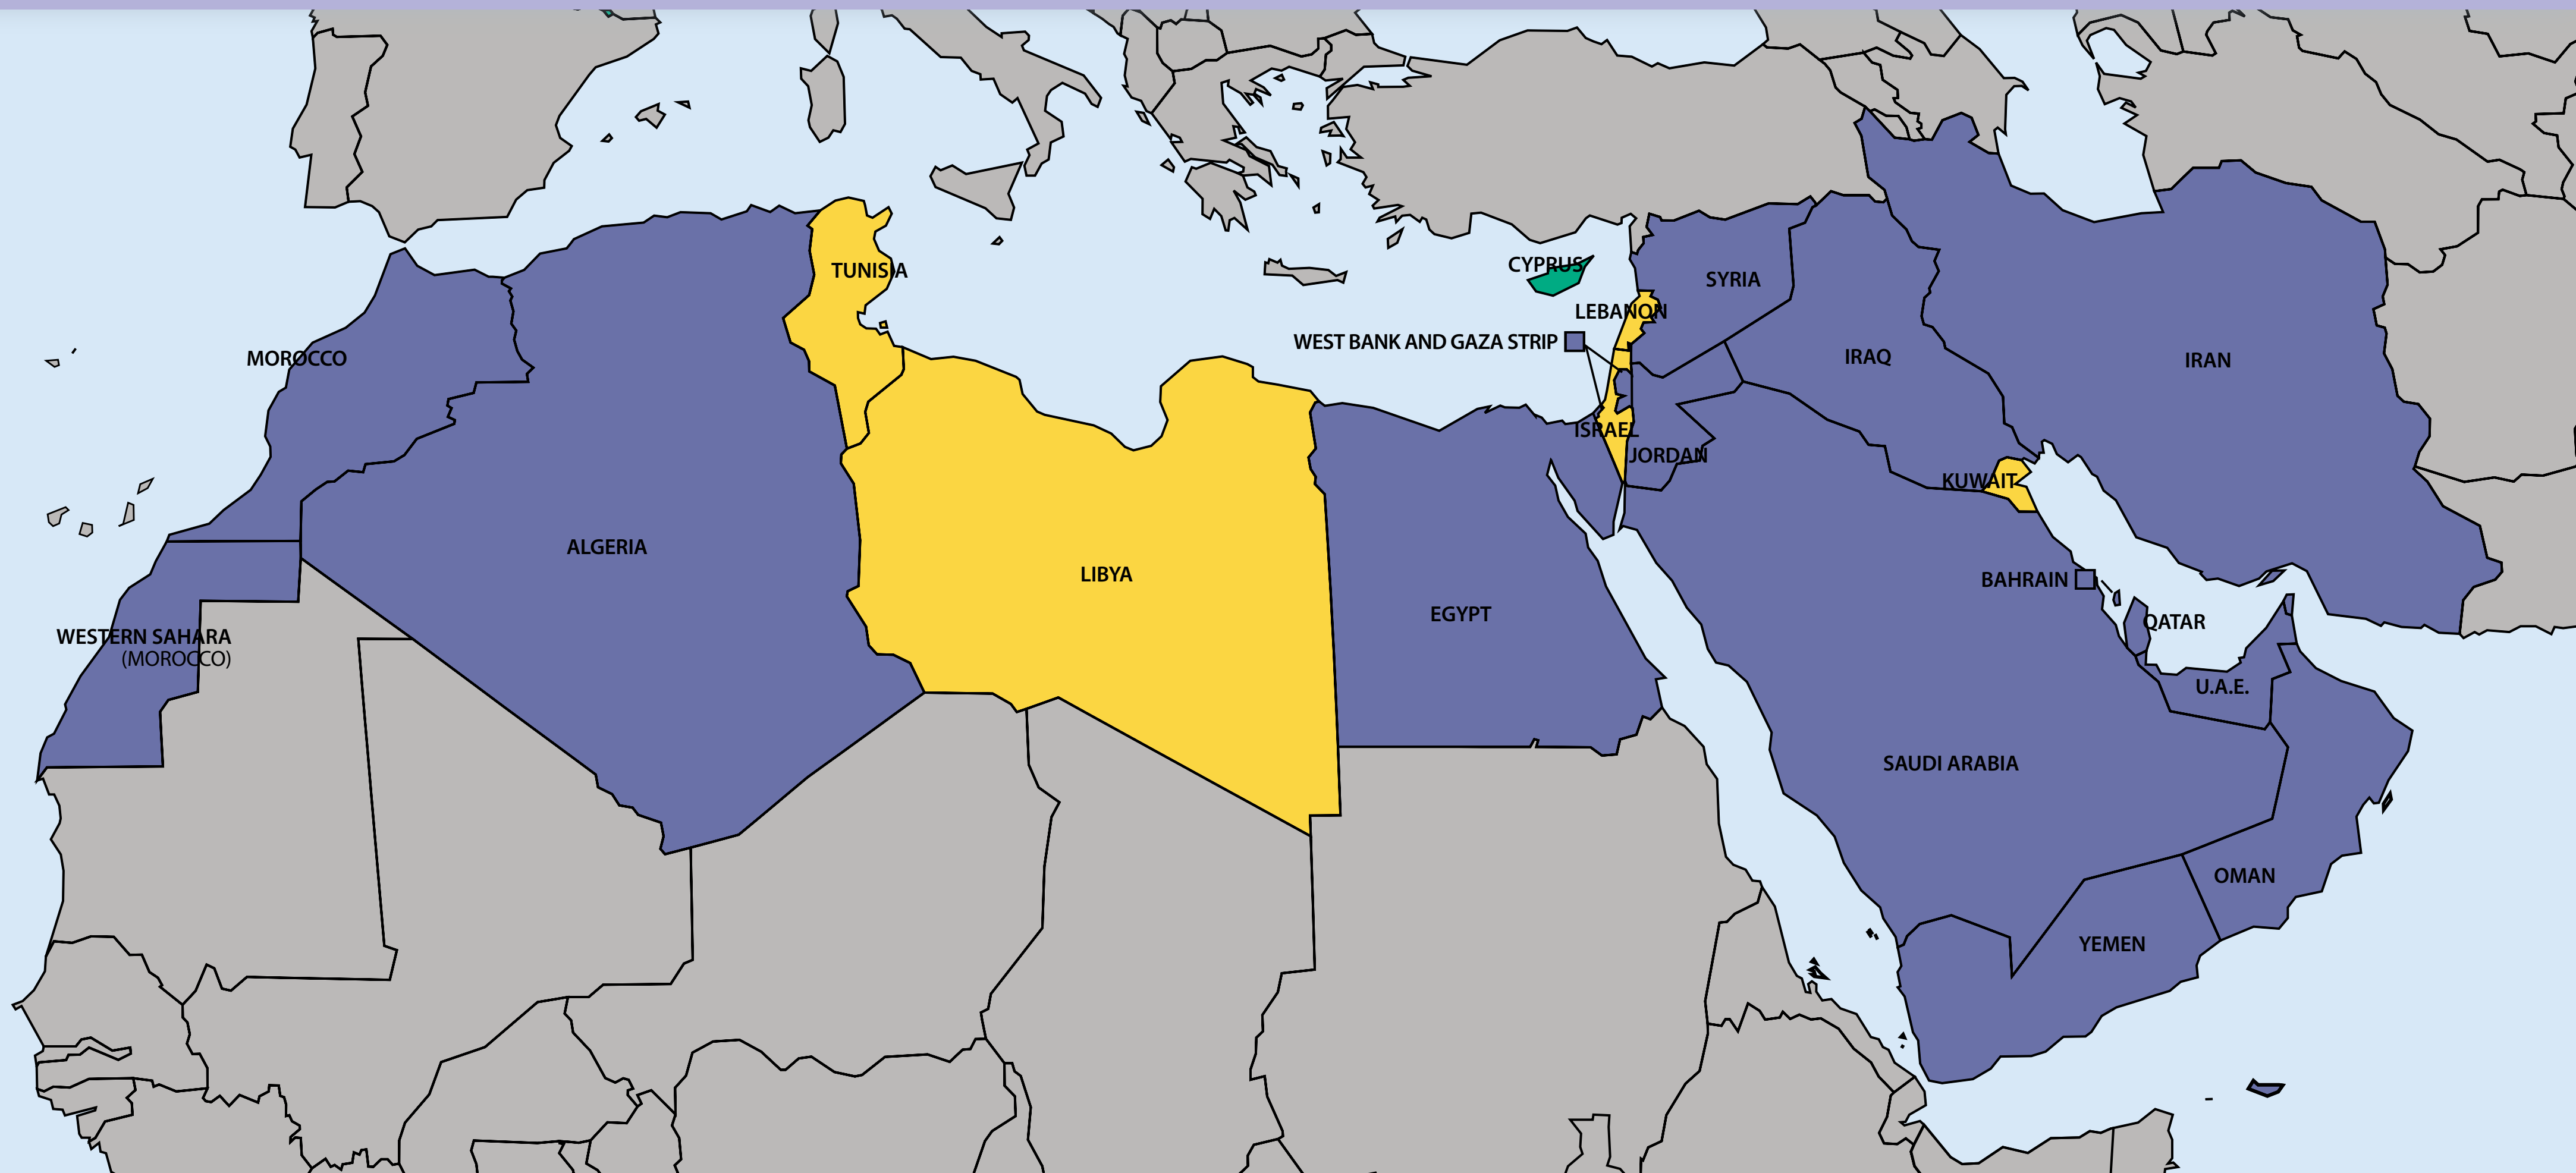 TUNISIA
CYPRUS
SYRIA
LEBANON
WEST BANK AND GAZA STRIP
MOROCCO
IRAQ
IRAN
ISRAEL
JORDAN
KUWAIT
ALGERIA
LIBYA
BAHRAIN
EGYPT
QATAR
WESTERN SAHARA
(MOROCCO)
U.A.E.
SAUDI ARABIA
OMAN
YEMEN